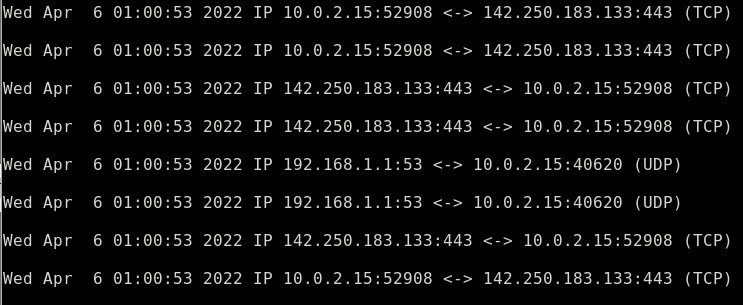 Wed Apr  6 01:00:53 2022 IP 10.0.2.15:52908 <-> 142.250.183.133:443 (TCP)
Wed Apr  6 01:00:53 2022 IP 10.0.2.15:52908 <-> 142.250.183.133:443 (TCP)
Wed Apr  6 01:00:53 2022 IP 142.250.183.133:443 <-> 10.0.2.15:52908 (TCP)
Wed Apr  6 01:00:53 2022 IP 142.250.183.133:443 <-> 10.0.2.15:52908 (TCP)
Wed Apr  6 01:00:53 2022 IP 192.168.1.1:53 <-> 10.0.2.15:40620 (UDP)
Wed Apr  6 01:00:53 2022 IP 192.168.1.1:53 <-> 10.0.2.15:40620 (UDP)
Wed Apr  6 01:00:53 2022 IP 142.250.183.133:443 <-> 10.0.2.15:52908 (TCP)
Wed Apr  6 01:00:53 2022 IP 10.0.2.15:52908 <-> 142.250.183.133:443 (TCP)